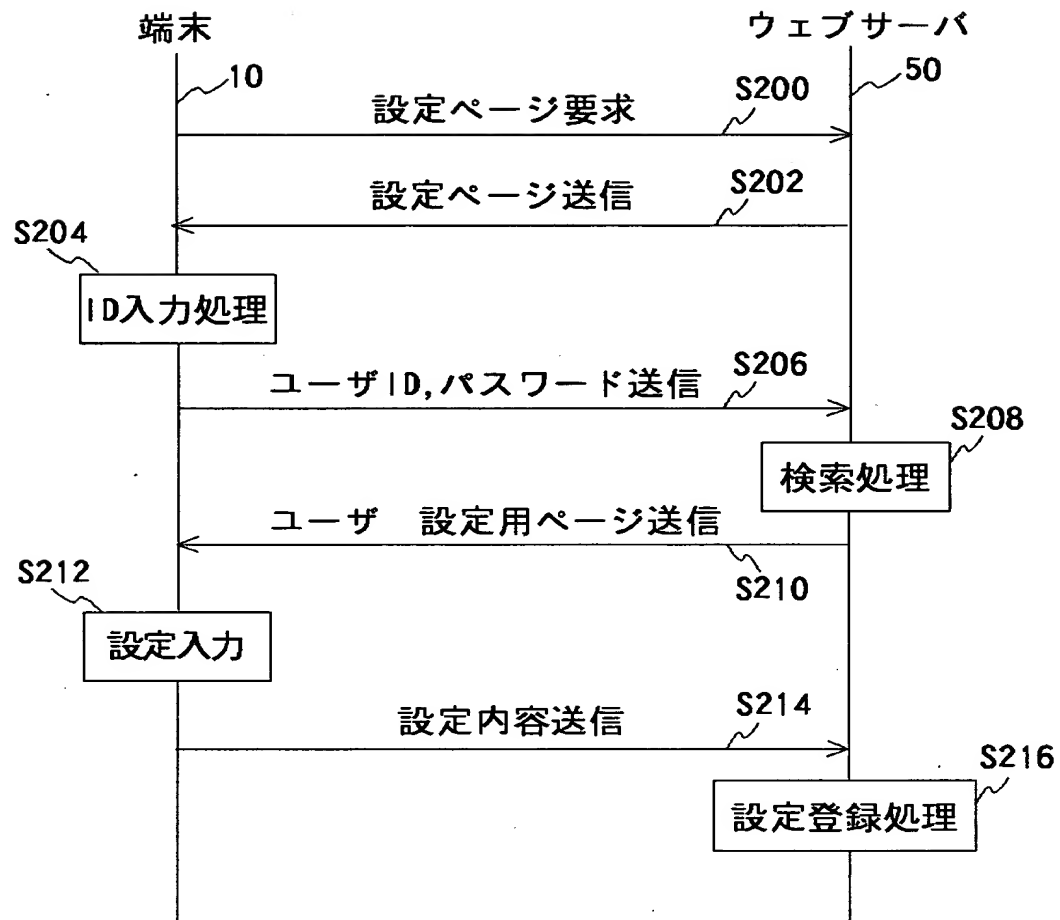 端末
ウェブサーバ
10
50
設定ページ要求
S200
設定ページ送信
S202
S204
ID入力処理
ユーザID,パスワード送信
S206
S208
検索処理
ユーザ 設定用ページ送信
S210
S212
設定入力
設定内容送信
S214
S216
設定登録処理